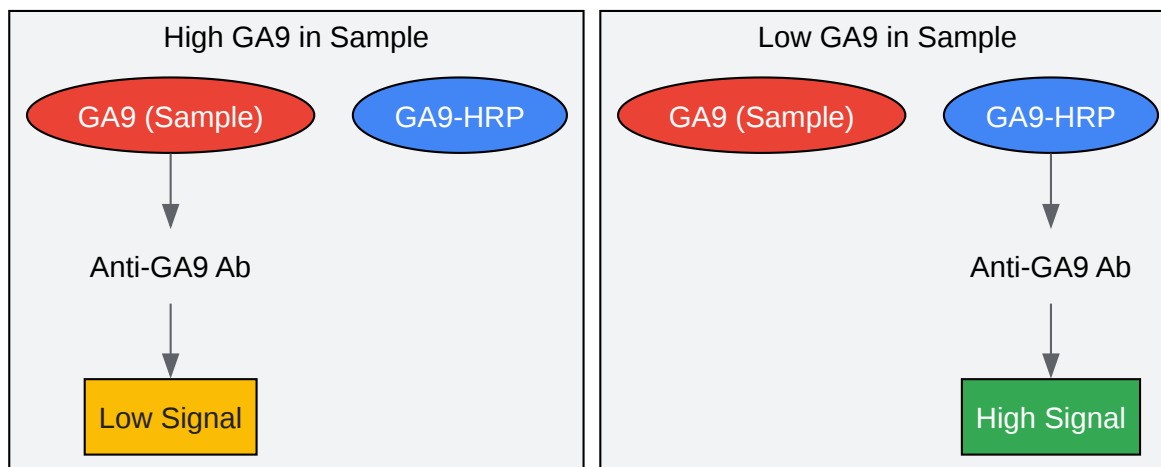 High GA9 in Sample
GA9 (Sample)
GA9-HRP
Anti-GA9 Ab
Low Signal
Low GA9 in Sample
GA9 (Sample)
GA9-HRP
Anti-GA9 Ab
High Signal